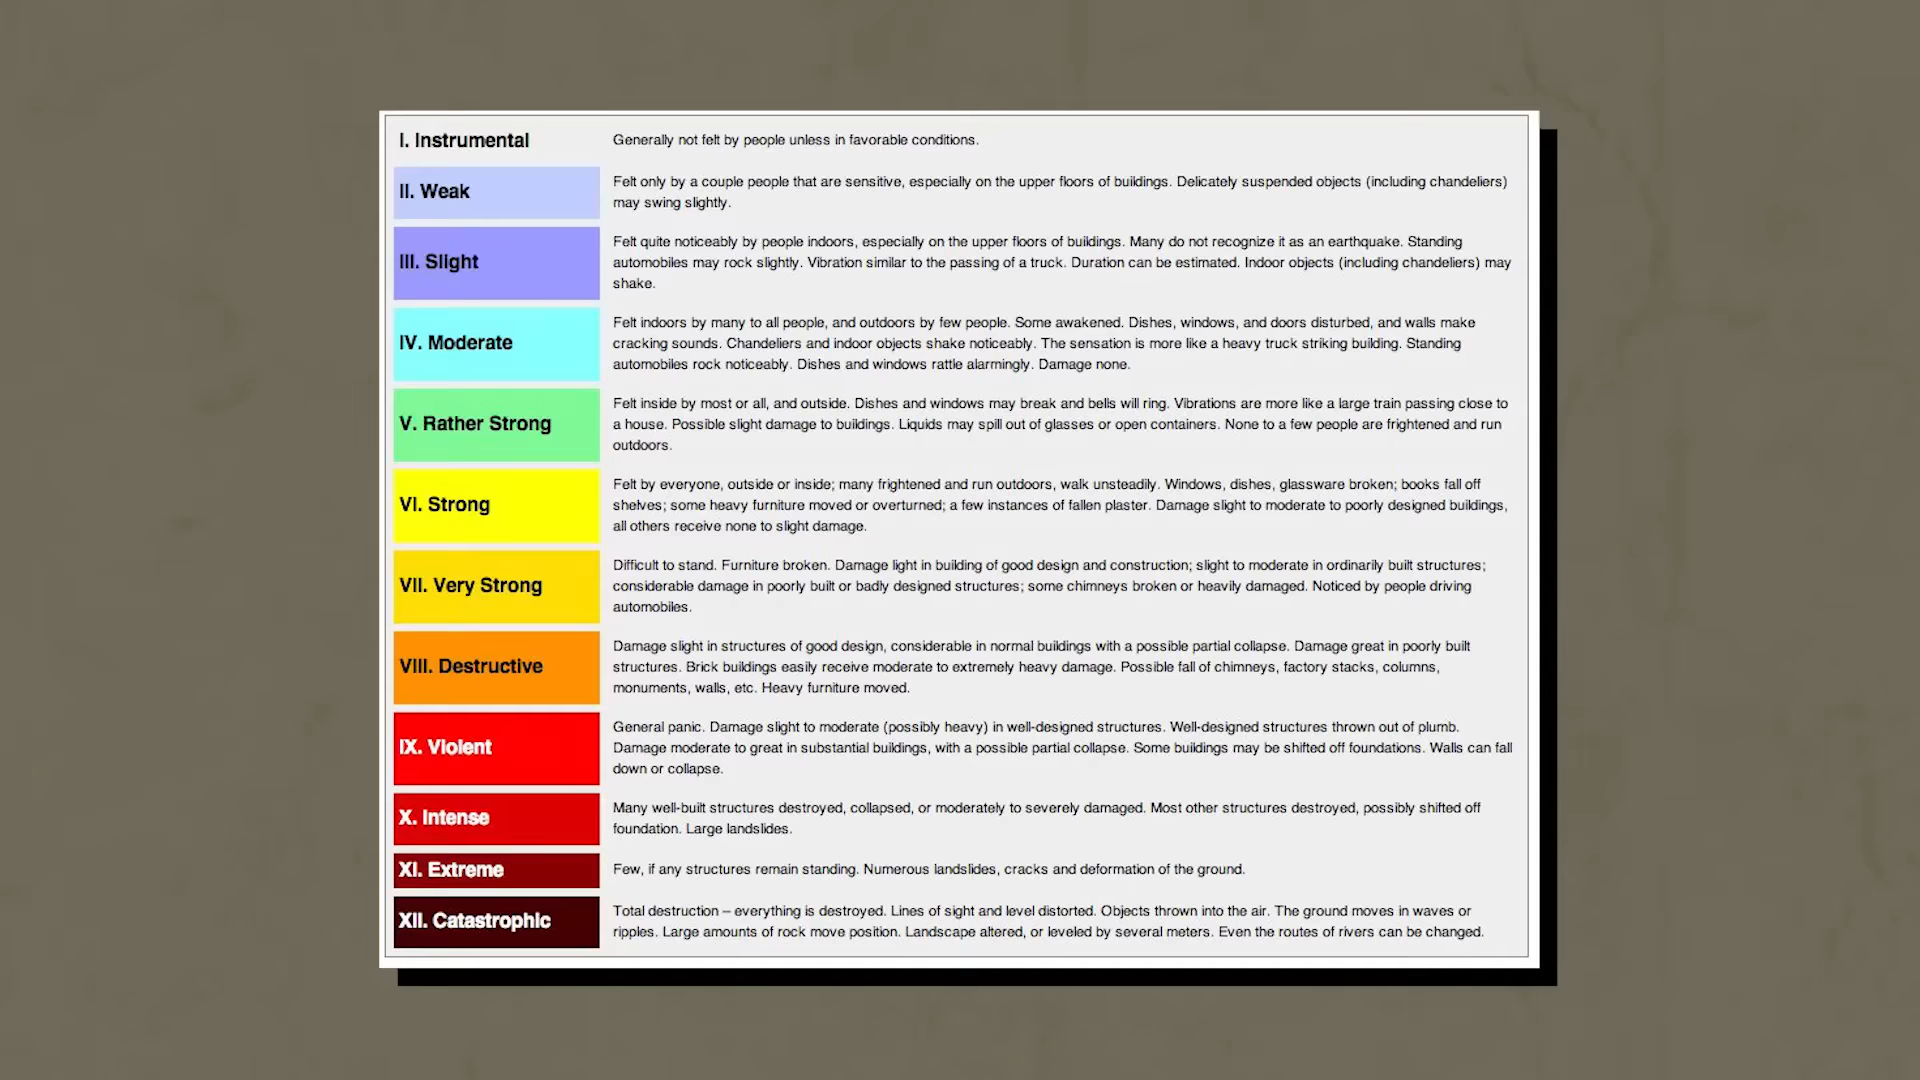 I. Instrumental
Generally not felt by people unless in favorable conditions.
II. Weak
Felt only by a couple people that are sensitive, especially on the upper floors of buildings. Delicately suspended objects (including chandeliers)
may swing slightly.
III. Slight
Felt quite noticeably by people indoors, especially on the upper floors of buildings. Many do not recognize it as an earthquake. Standing
automobiles may rock slightly. Vibration similar to the passing of a truck. Duration can be estimated. Indoor objects (including chandeliers) may
shake.
IV. Moderate
Felt indoors by many to all people, and outdoors by few people. Some awakened. Dishes, windows, and doors disturbed, and walls make
cracking sounds. Chandeliers and indoor objects shake noticeably. The sensation is more like a heavy truck striking building. Standing
automobiles rock noticeably. Dishes and windows rattle alarmingly. Damage none.
V. Rather Strong
Felt inside by most or all, and outside. Dishes and windows may break and bells will ring. Vibrations are more like a large train passing close to
a house. Possible slight damage to buildings. Liquids may spill out of glasses or open containers. None to a few people are frightened and run
outdoors.
VI. Strong
Felt by everyone, outside or inside; many frightened and run outdoors, walk unsteadily. Windows, dishes, glassware broken; books fall off
shelves; some heavy furniture moved or overturned; a few instances of fallen plaster. Damage slight to moderate to poorly designed buildings,
all others receive none to slight damage.
VII. Very Strong
Difficult to stand. Furniture broken. Damage light in building of good design and construction; slight to moderate in ordinarily built structures;
considerable damage in poorly built or badly designed structures; some chimneys broken or heavily damaged. Noticed by people driving
automobiles.
VIII. Destructive
Damage slight in structures of good design, considerable in normal buildings with a possible partial collapse. Damage great in poorly built
structures. Brick buildings easily receive moderate to extremely heavy damage. Possible fall of chimneys, factory stacks, columns,
monuments, walls, etc. Heavy furniture moved.
IX. Violent
General panic. Damage slight to moderate (possibly heavy) in well-designed structures. Well-designed structures thrown out of plumb.
Damage moderate to great in substantial buildings, with a possible partial collapse. Some buildings may be shifted off foundations. Walls can fall
down or collapse.
X. Intense
Many well-built structures destroyed, collapsed, or moderately to severely damaged. Most other structures destroyed, possibly shifted off
foundation. Large landslides.
XI. Extreme
Few, if any structures remain standing. Numerous landslides, cracks and deformation of the ground.
XII. Catastrophic
Total destruction – everything is destroyed. Lines of sight and level distorted. Objects thrown into the air. The ground moves in waves or
ripples. Large amounts of rock move position. Landscape altered, or leveled by several meters. Even the routes of rivers can be changed.